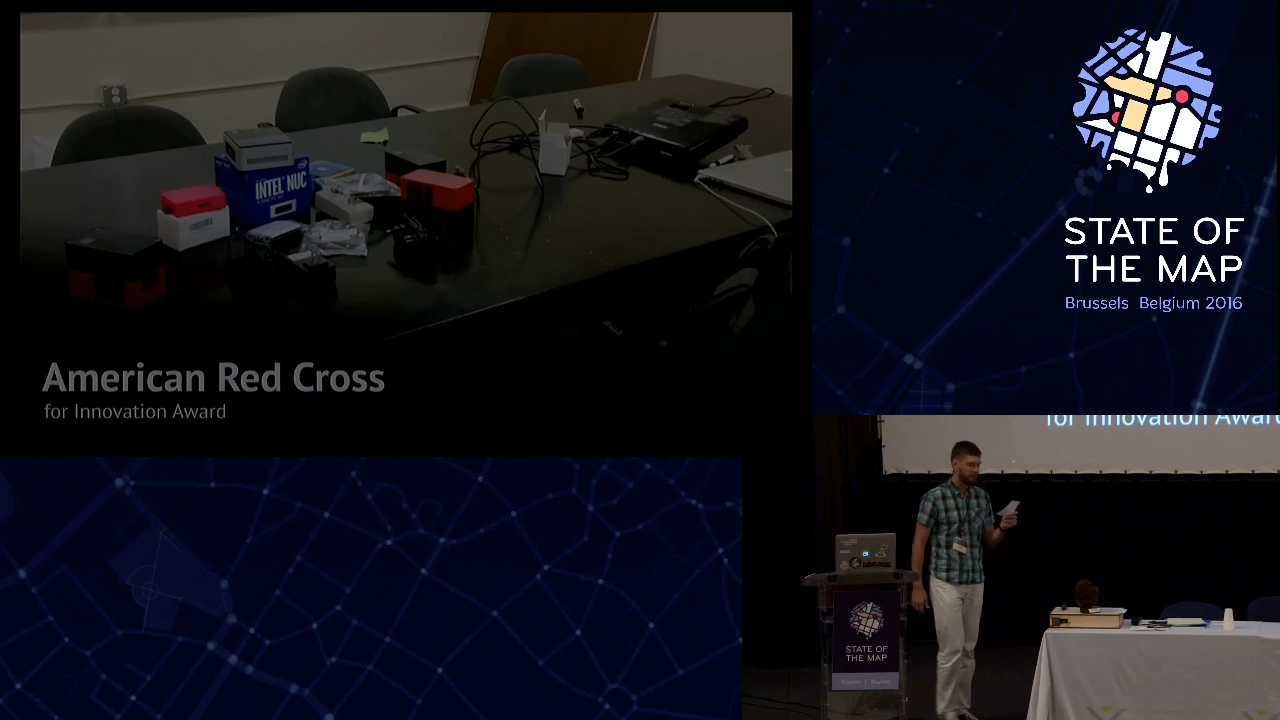 INTEL NUC
American Red Cross
for Innovation Award
STATE OF
THE MAP
Brussels Belgium 2016
for Innovation Award
STATE OF
THE MAP